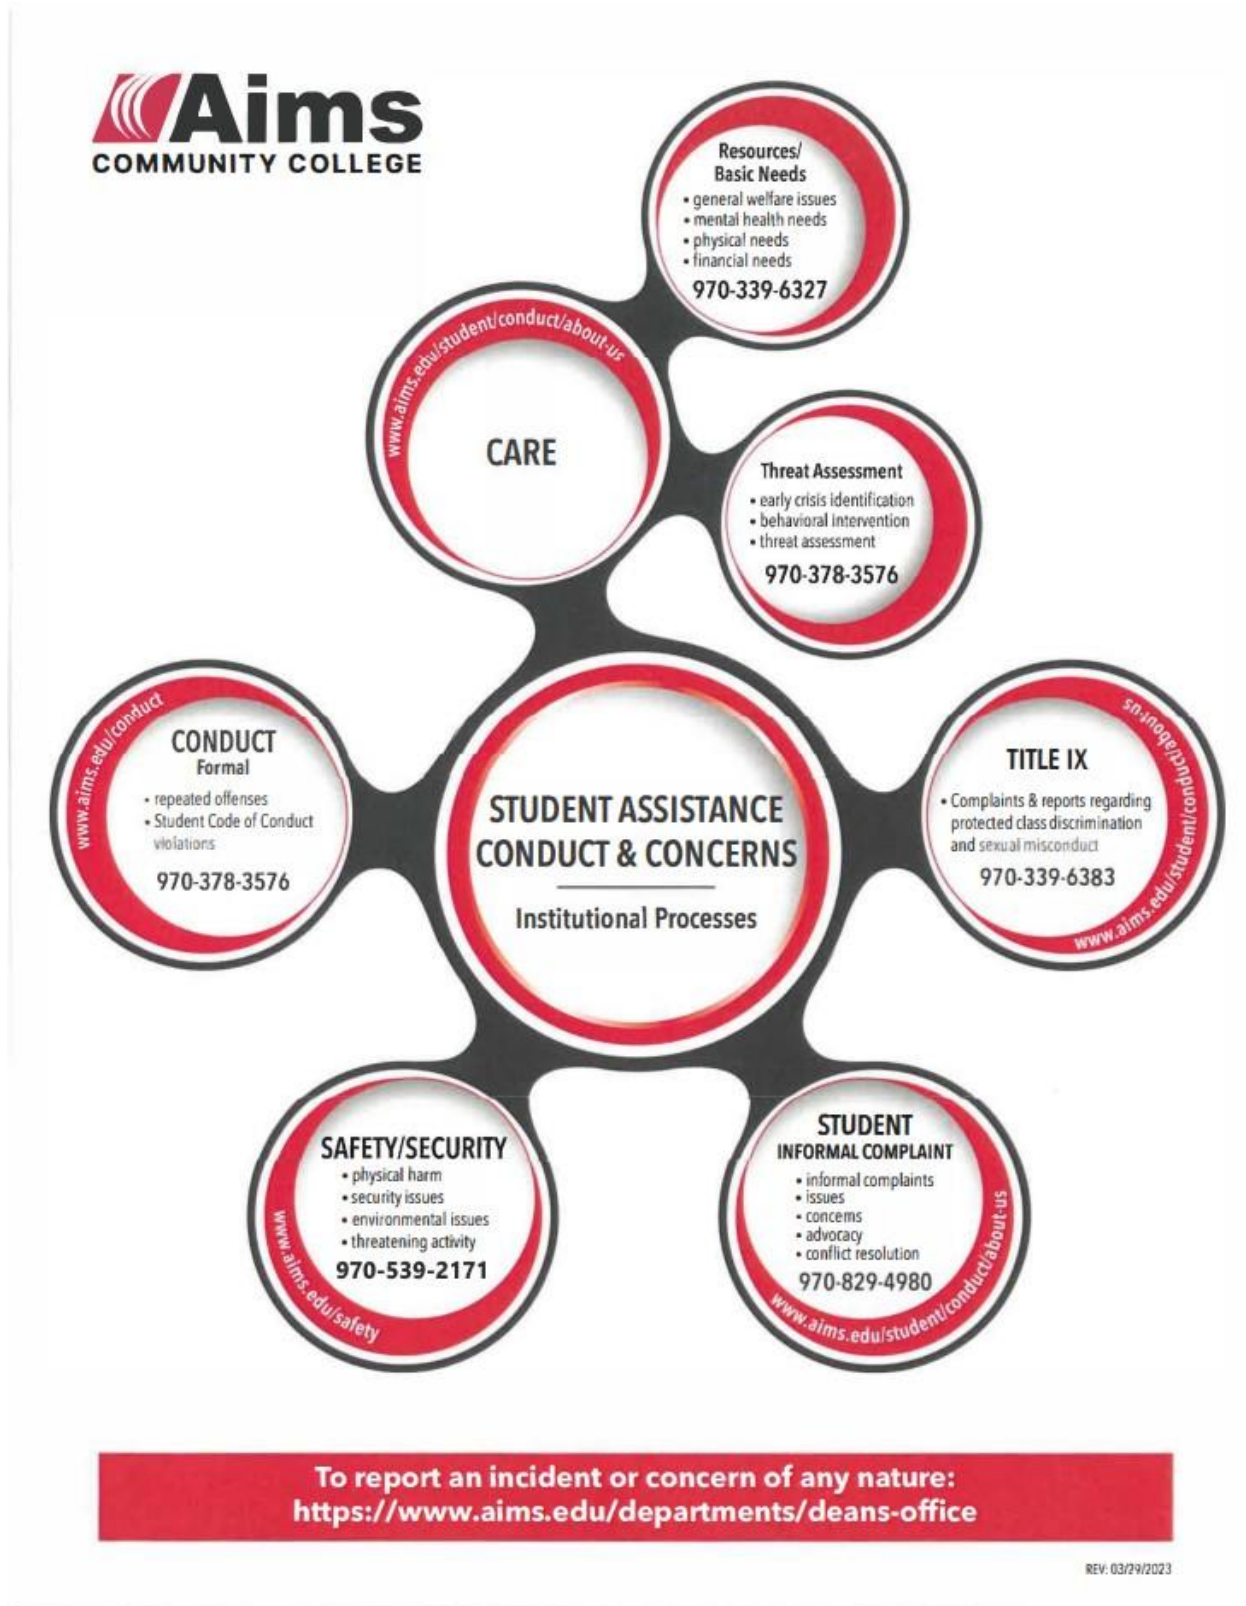 Aims
COMMUNITY COLLEGE
Resources/
Basic Needs
• general welfare issues
• mental health needs
• physical needs
• financial needs
970-339-6327
www.aims.edu/student/conduct/about-us
CARE
Threat Assessment
• early crisis identification
• behavioral intervention
• threat assessment
970-378-3576
www.aims.edu/conduct
CONDUCT
Formal
• repeated offenses
• Student Code of Conduct
violations
970-378-3576
STUDENT ASSISTANCE
CONDUCT & CONCERNS
Institutional Processes
TITLE IX
• Complaints & reports regarding
protected class discrimination
and sexual misconduct
970-339-6383
www.aims.edu/student/conduct/about-us
SAFETY/SECURITY
• physical harm
• security issues
• environmental issues
• threatening activity
970-539-2171
www.aims.edu/safety
STUDENT
INFORMAL COMPLAINT
• informal complaints
• issues
• concerns
• advocacy
• conflict resolution
970-829-4980
www.aims.edu/student/conduct/about-us
To report an incident or concern of any nature:
https://www.aims.edu/departments/deans-office
REV: 03/29/2023